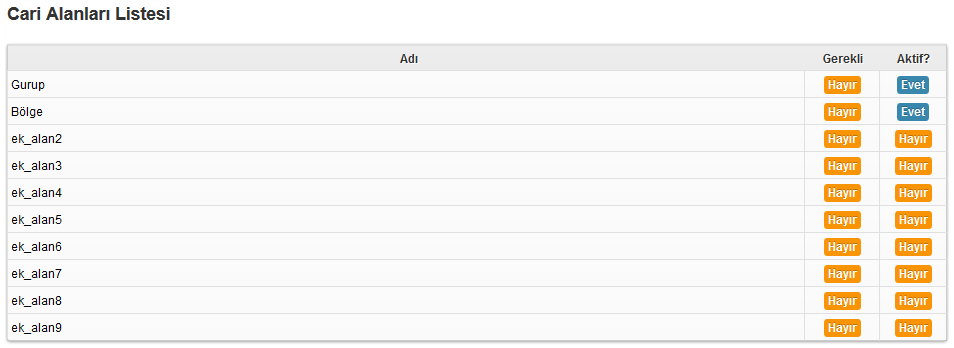 Cari Alanları Listesi
Adı Gerekli Aktif?
Gurup Hayır Evet
Bölge Hayır Evet
ek_alan2 Hayır Hayır
ek_alan3 Hayır Hayır
ek_alan4 Hayır Hayır
ek_alan5 Hayır Hayır
ek_alan6 Hayır Hayır
ek_alan7 Hayır Hayır
ek_alan8 Hayır Hayır
ek_alan9 Hayır Hayır